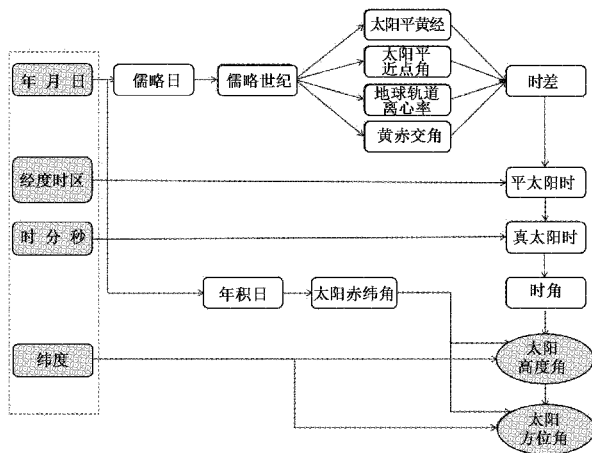 太阳平黄经
太阳平
近点角
年 月 日
儒略日
儒略世纪
时差
地球轨道
离心率
黄赤交角
经度时区
平太阳时
时 分 秒
真太阳时
年积日
太阳赤纬角
时角
纬度
太阳
高度角
太阳
方位角